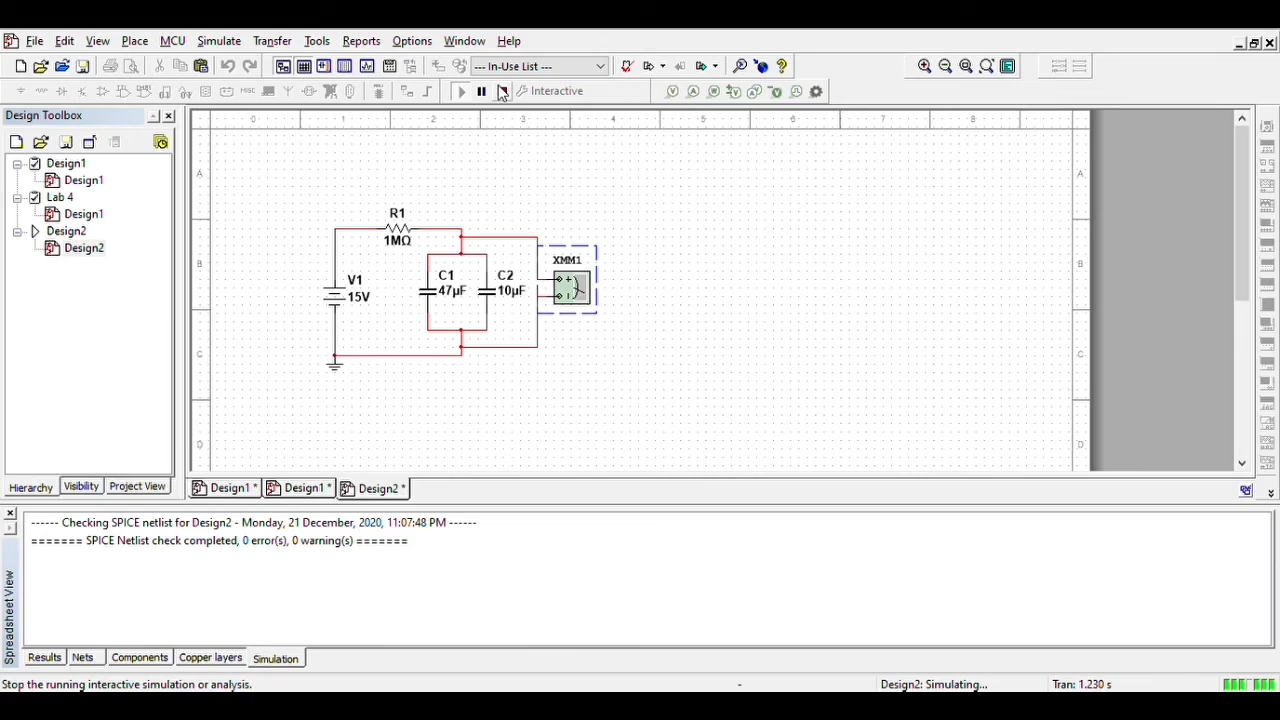 File Edit View Place MCU Simulate Transfer Tools Reports Options Window Help
--- In-Use List ---
Interactive
Design Toolbox
Design1
Design1
Lab 4
Design1
Design2
Design2
Hierarchy Visibility Project View
0 1 2 3 4 5 6 7 8
A A
B B
C C
D D
R1
1MΩ
V1
15V
C1
47µF
C2
10µF
XMM1
Design1 * Design1 * Design2 *
------ Checking SPICE netlist for Design2 - Monday, 21 December, 2020, 11:07:48 PM ------
======= SPICE Netlist check completed, 0 error(s), 0 warning(s) =======
Spreadsheet View
Results Nets Components Copper layers Simulation
Stop the running interactive simulation or analysis. - Design2: Simulating... Tran: 1.230 s